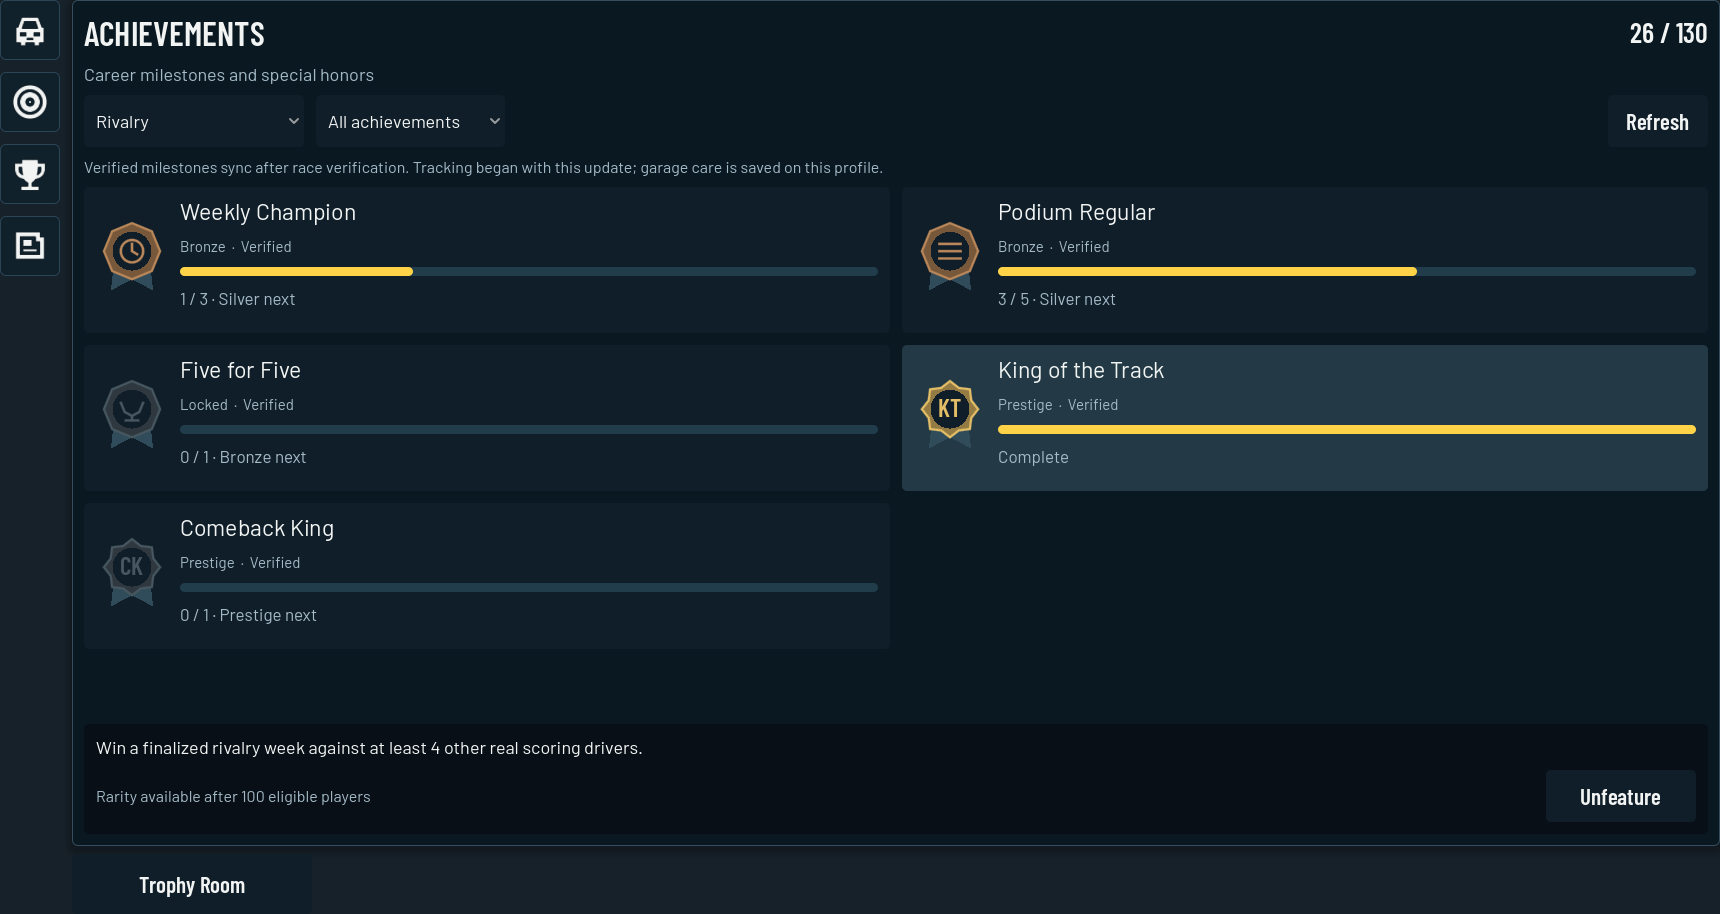 ACHIEVEMENTS
26 / 130
Career milestones and special honors
Rivalry
All achievements
Refresh
Verified milestones sync after race verification. Tracking began with this update; garage care is saved on this profile.
Weekly Champion
Bronze · Verified
1 / 3 · Silver next
Podium Regular
Bronze · Verified
3 / 5 · Silver next
Five for Five
Locked · Verified
0 / 1 · Bronze next
KT
King of the Track
Prestige · Verified
Complete
CK
Comeback King
Prestige · Verified
0 / 1 · Prestige next
Win a finalized rivalry week against at least 4 other real scoring drivers.
Rarity available after 100 eligible players
Unfeature
Trophy Room